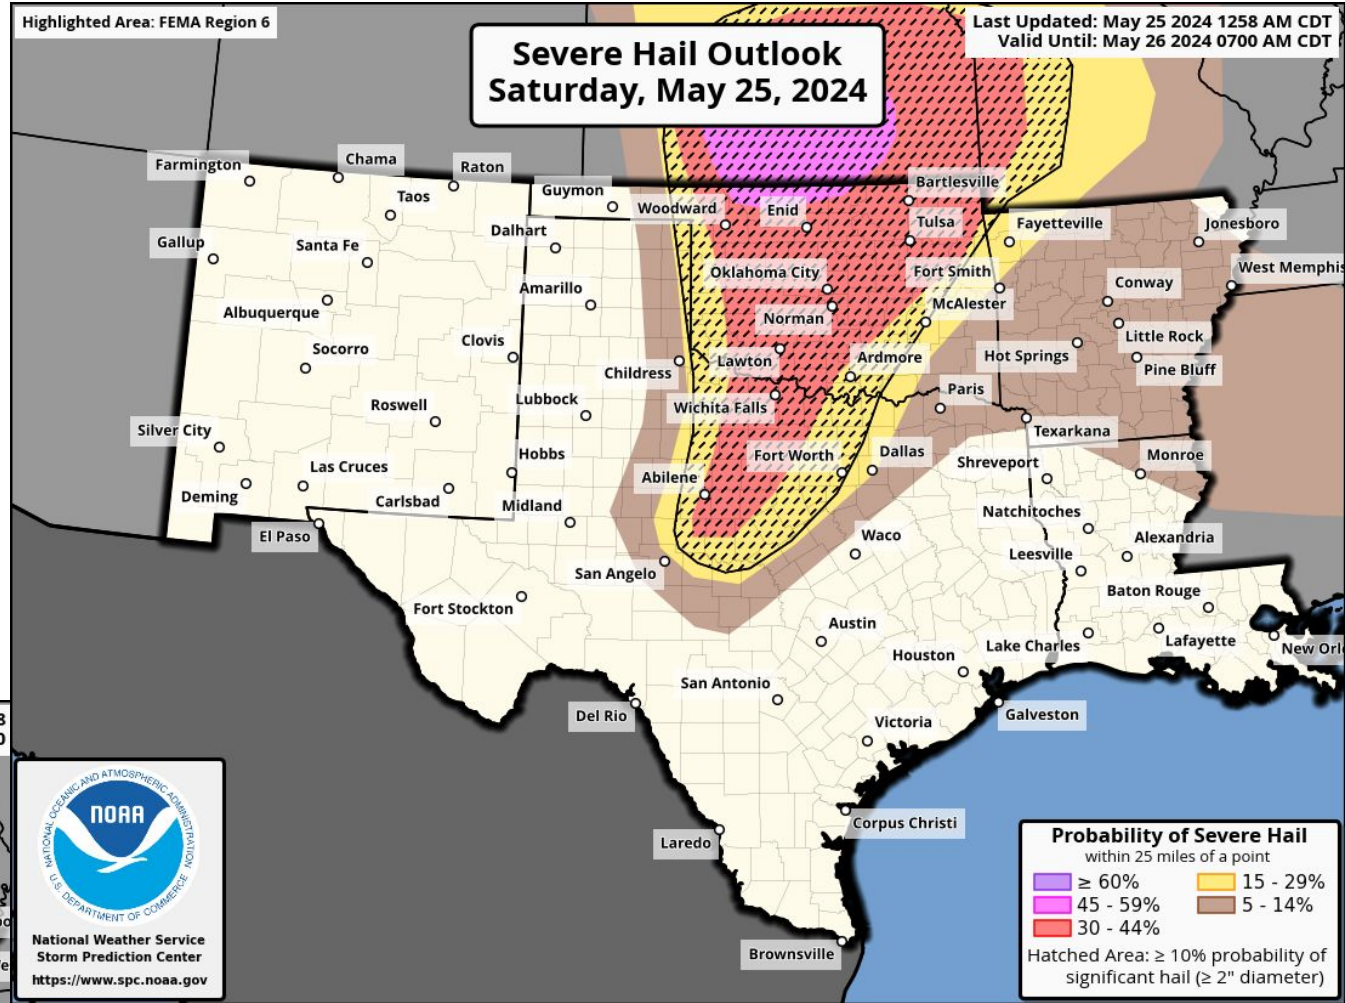 Highlighted Area: FEMA Region 6
Severe Hail Outlook
Saturday, May 25, 2024
Last Updated: May 25 2024 1258 AM CDT
Valid Until: May 26 2024 0700 AM CDT
Farmington
Chama
Raton
Taos
Guymon
Woodward
Enid
Bartlesville
Gallup
Santa Fe
Dalhart
Tulsa
Fayetteville
Jonesboro
Oklahoma City
Fort Smith
West Memphis
Albuquerque
Amarillo
Norman
McAlester
Conway
Socorro
Clovis
Childress
Lawton
Ardmore
Hot Springs
Little Rock
Pine Bluff
Roswell
Lubbock
Wichita Falls
Paris
Texarkana
Silver City
Las Cruces
Hobbs
Abilene
Fort Worth
Dallas
Shreveport
Monroe
Deming
Carlsbad
Midland
Natchitoches
El Paso
San Angelo
Waco
Leesville
Alexandria
Fort Stockton
Austin
Baton Rouge
Houston
Lake Charles
Lafayette
New Orl
San Antonio
Del Rio
Victoria
Galveston
Laredo
Corpus Christi
Brownsville
8
0
NATIONAL OCEANIC AND ATMOSPHERIC ADMINISTRATION
NOAA
U.S. DEPARTMENT OF COMMERCE
National Weather Service
Storm Prediction Center
https://www.spc.noaa.gov
Probability of Severe Hail
within 25 miles of a point
≥ 60%
45 - 59%
30 - 44%
15 - 29%
5 - 14%
Hatched Area: ≥ 10% probability of
significant hail (≥ 2" diameter)